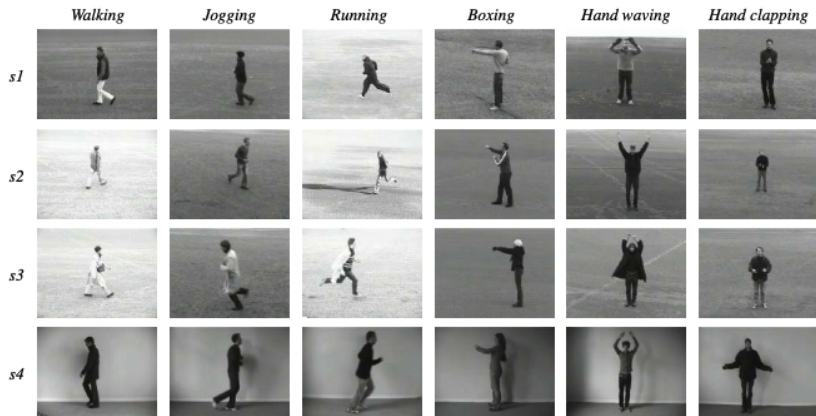 Walking Jogging Running Boxing Hand waving Hand clapping
s1
s2
s3
s4